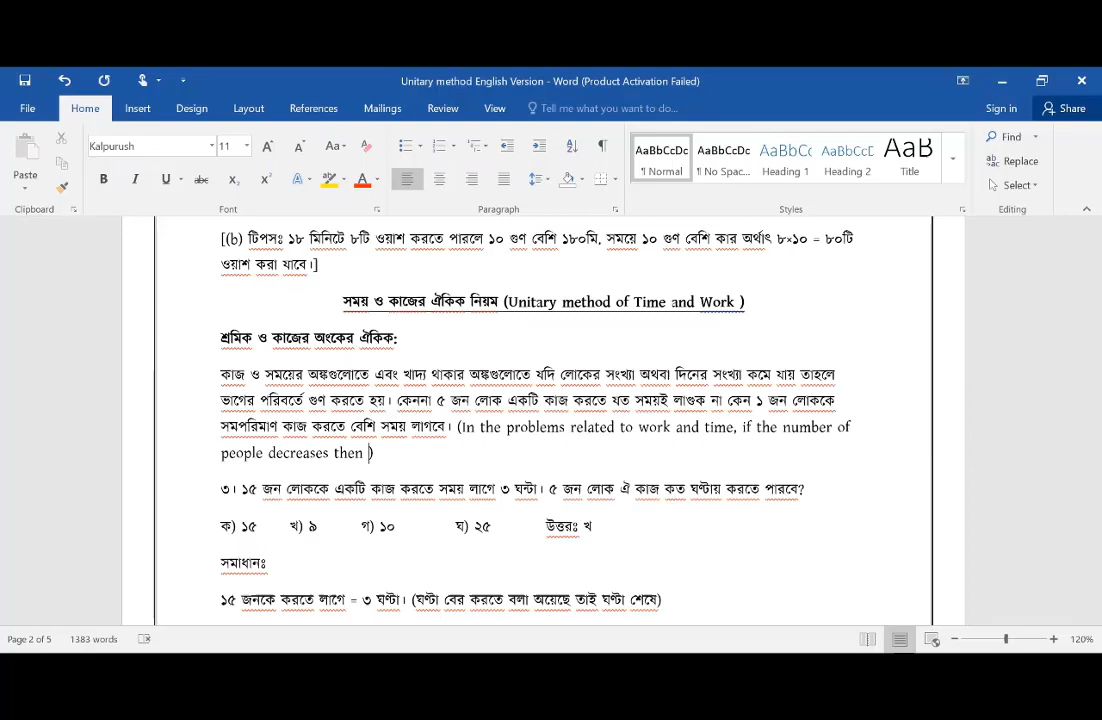 Unitary method English Version - Word (Product Activation Failed)
File Home Insert Design Layout References Mailings Review View Tell me what you want to do... Sign in Share
Paste
Clipboard
Kalpurush 11
Font
Paragraph
AaBbCcDc AaBbCcDc AaBbCc AaBbCcD AaB
¶ Normal ¶ No Spac... Heading 1 Heading 2 Title
Styles
Find
Replace
Select
Editing
[(b) টিপসঃ ১৮ মিনিটে ৮টি ওয়াশ করতে পারলে ১০ গুণ বেশি ১৮০মি. সময়ে ১০ গুণ বেশি কার অর্থাৎ ৮×১০ = ৮০টি
ওয়াশ করা যাবে।]
সময় ও কাজের ঐকিক নিয়ম (Unitary method of Time and Work )
শ্রমিক ও কাজের অংকের ঐকিক:
কাজ ও সময়ের অঙ্কগুলোতে এবং খাদ্য থাকার অঙ্কগুলোতে যদি লোকের সংখ্যা অথবা দিনের সংখ্যা কমে যায় তাহলে
ভাগের পরিবর্তে গুণ করতে হয়। কেননা ৫ জন লোক একটি কাজ করতে যত সময়ই লাগুক না কেন ১ জন লোককে
সমপরিমাণ কাজ করতে বেশি সময় লাগবে। (In the problems related to work and time, if the number of
people decreases then )
৩। ১৫ জন লোককে একটি কাজ করতে সময় লাগে ৩ ঘন্টা। ৫ জন লোক ঐ কাজ কত ঘণ্টায় করতে পারবে?
ক) ১৫ খ) ৯ গ) ১০ ঘ) ২৫ উত্তরঃ খ
সমাধানঃ
১৫ জনকে করতে লাগে = ৩ ঘণ্টা। (ঘণ্টা বের করতে বলা অয়েছে তাই ঘণ্টা শেষে)
Page 2 of 5 1383 words 120%